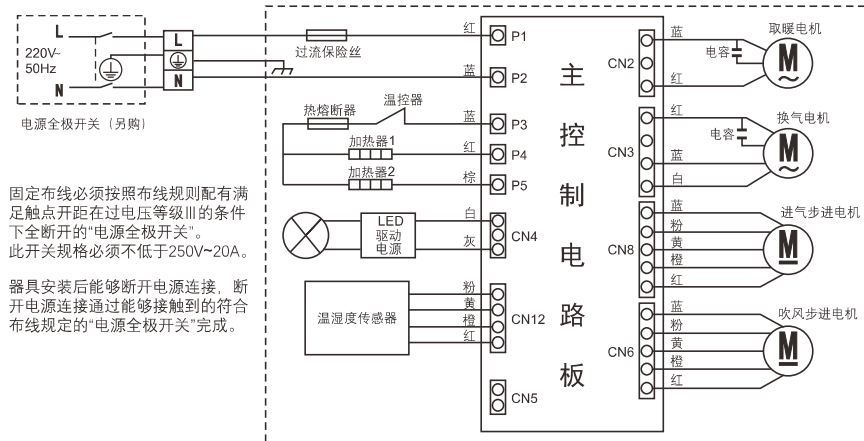 L
220V~
50Hz
N
电源全极开关（另购）
L
N
过流保险丝
红
P1
蓝
P2
热熔断器
温控器
蓝
P3
加热器1
红
P4
加热器2
棕
P5
LED
驱动
电源
白
灰
CN4
温湿度传感器
粉
黄
橙
红
CN12
CN5
主控制电路板
CN2
蓝
红
电容
取暖电机
M
~
CN3
红
蓝
白
电容
换气电机
M
~
CN8
蓝
粉
黄
橙
红
进气步进电机
M
CN6
蓝
粉
黄
橙
红
吹风步进电机
M
固定布线必须按照布线规则配有满
足触点开距在过电压等级Ⅲ的条件
下全断开的“电源全极开关”。
此开关规格必须不低于250V~20A。
器具安装后能够断开电源连接，断
开电源连接通过能够接触到的符合
布线规定的“电源全极开关”完成。